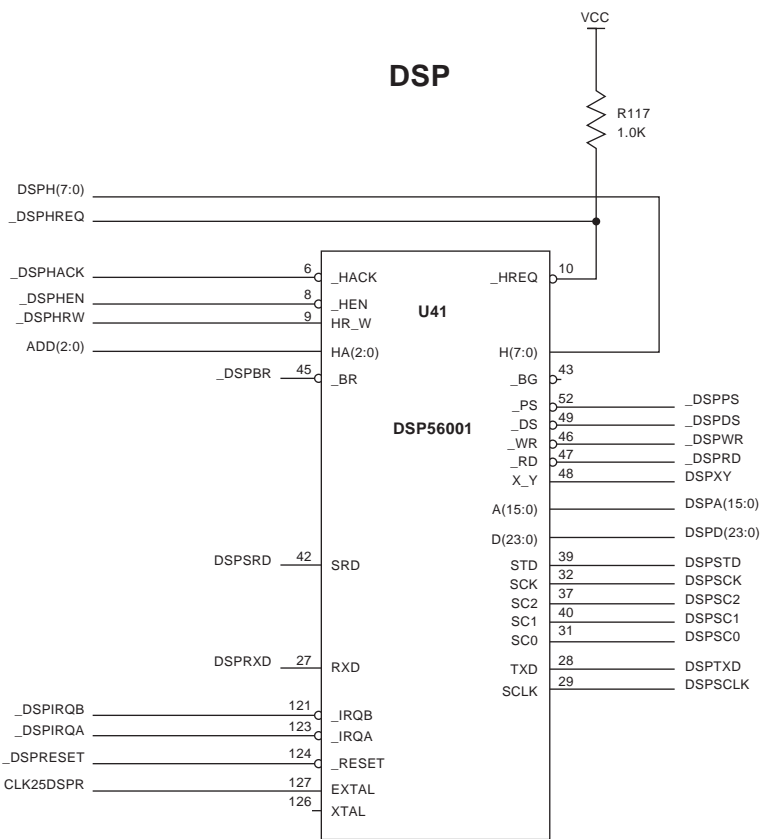 VCC
DSP
R117
1.0K
DSPH(7:0)
_DSPHREQ
_DSPHACK 6 _HACK _HREQ 10
_DSPHEN 8 _HEN U41
_DSPHRW 9 HR_W
ADD(2:0) HA(2:0) H(7:0)
_DSPBR 45 _BR _BG 43
_PS 52 _DSPPS
DSP56001 _DS 49 _DSPDS
_WR 46 _DSPWR
_RD 47 _DSPRD
X_Y 48 DSPXY
A(15:0) DSPA(15:0)
D(23:0) DSPD(23:0)
DSPSRD 42 SRD STD 39 DSPSTD
SCK 32 DSPSCK
SC2 37 DSPSC2
SC1 40 DSPSC1
SC0 31 DSPSC0
DSPRXD 27 RXD TXD 28 DSPTXD
SCLK 29 DSPSCLK
_DSPIRQB 121 _IRQB
_DSPIRQA 123 _IRQA
_DSPRESET 124 _RESET
CLK25DSPR 127 EXTAL
126 XTAL